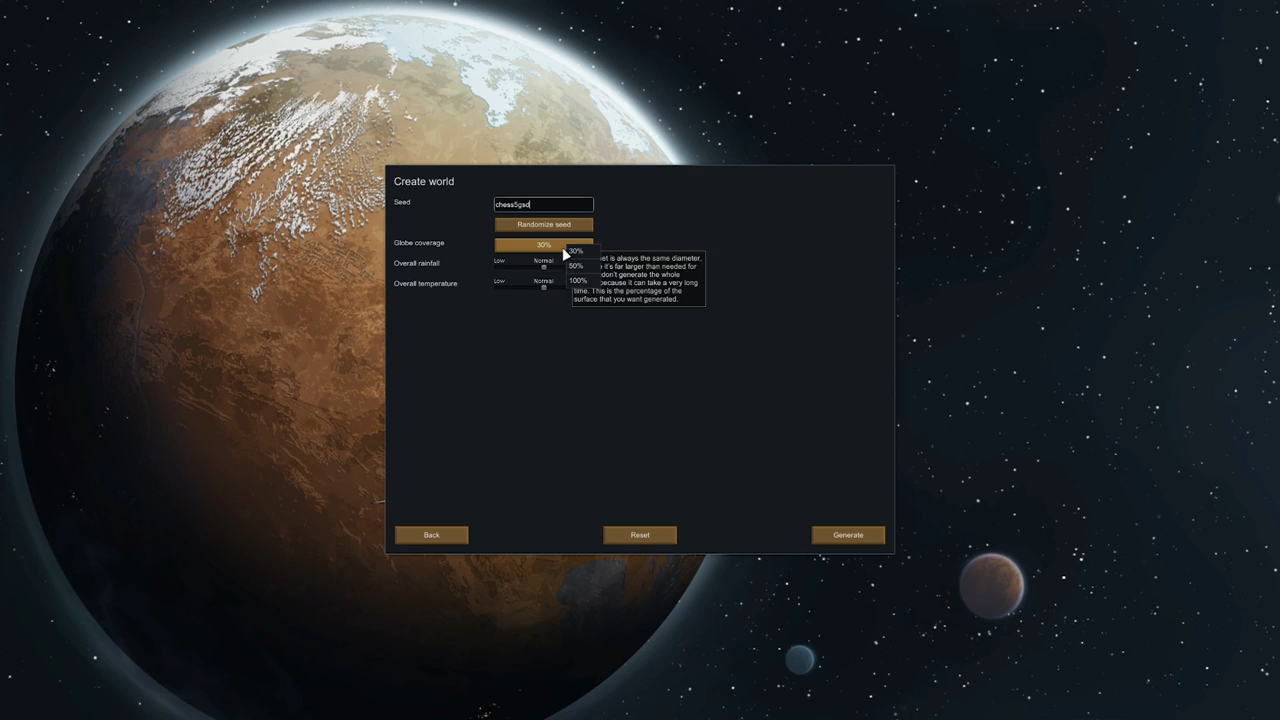 Create world
Seed
chess5gsd
Randomize seed
Globe coverage
30%
30%
50%
100%
et is always the same diameter,
it's far larger than needed for
don't generate the whole
because it can take a very long
time. This is the percentage of the
surface that you want generated.
Overall rainfall
Low
Normal
Overall temperature
Low
Normal
Back
Reset
Generate